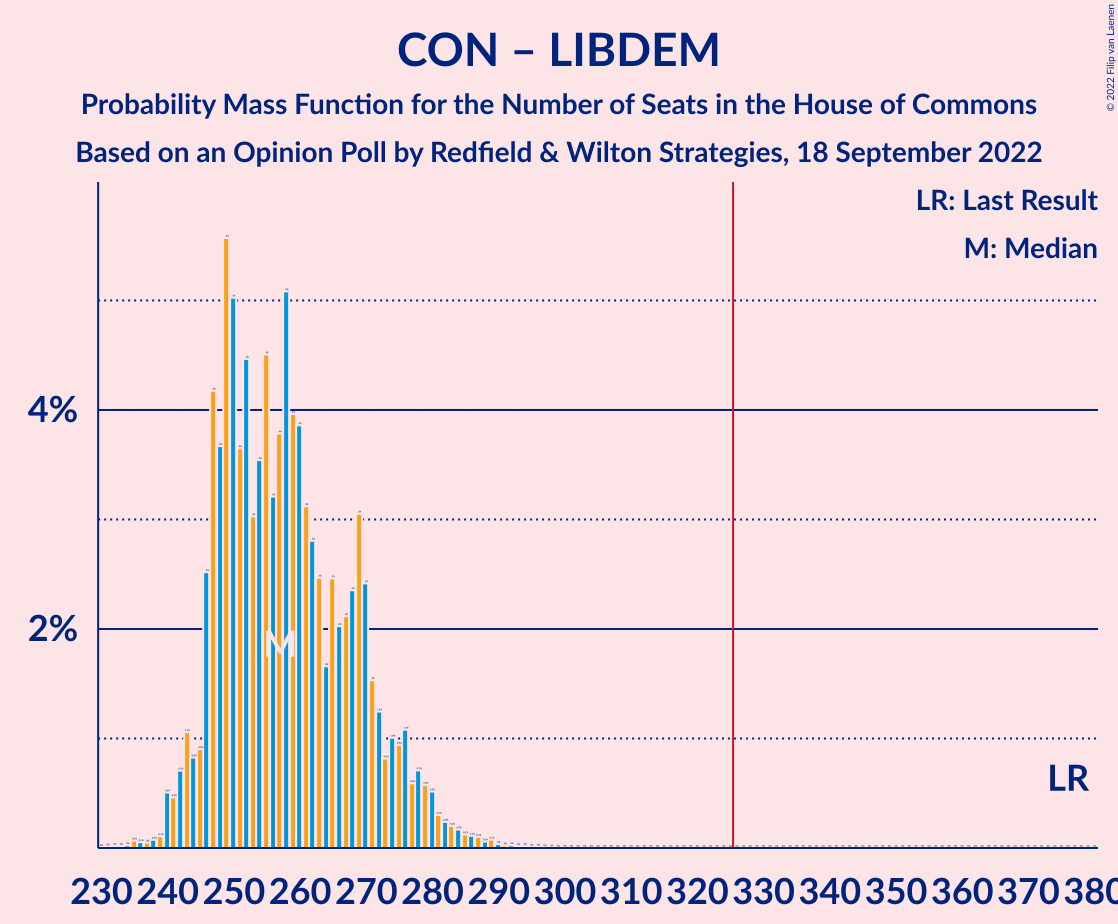 CON – LIBDEM
Probability Mass Function for the Number of Seats in the House of Commons
Based on an Opinion Poll by Redfield & Wilton Strategies, 18 September 2022
© 2022 Filip van Laenen
LR: Last Result
M: Median
4%
2%
M
LR
230 240 250 260 270 280 290 300 310 320 330 340 350 360 370 380